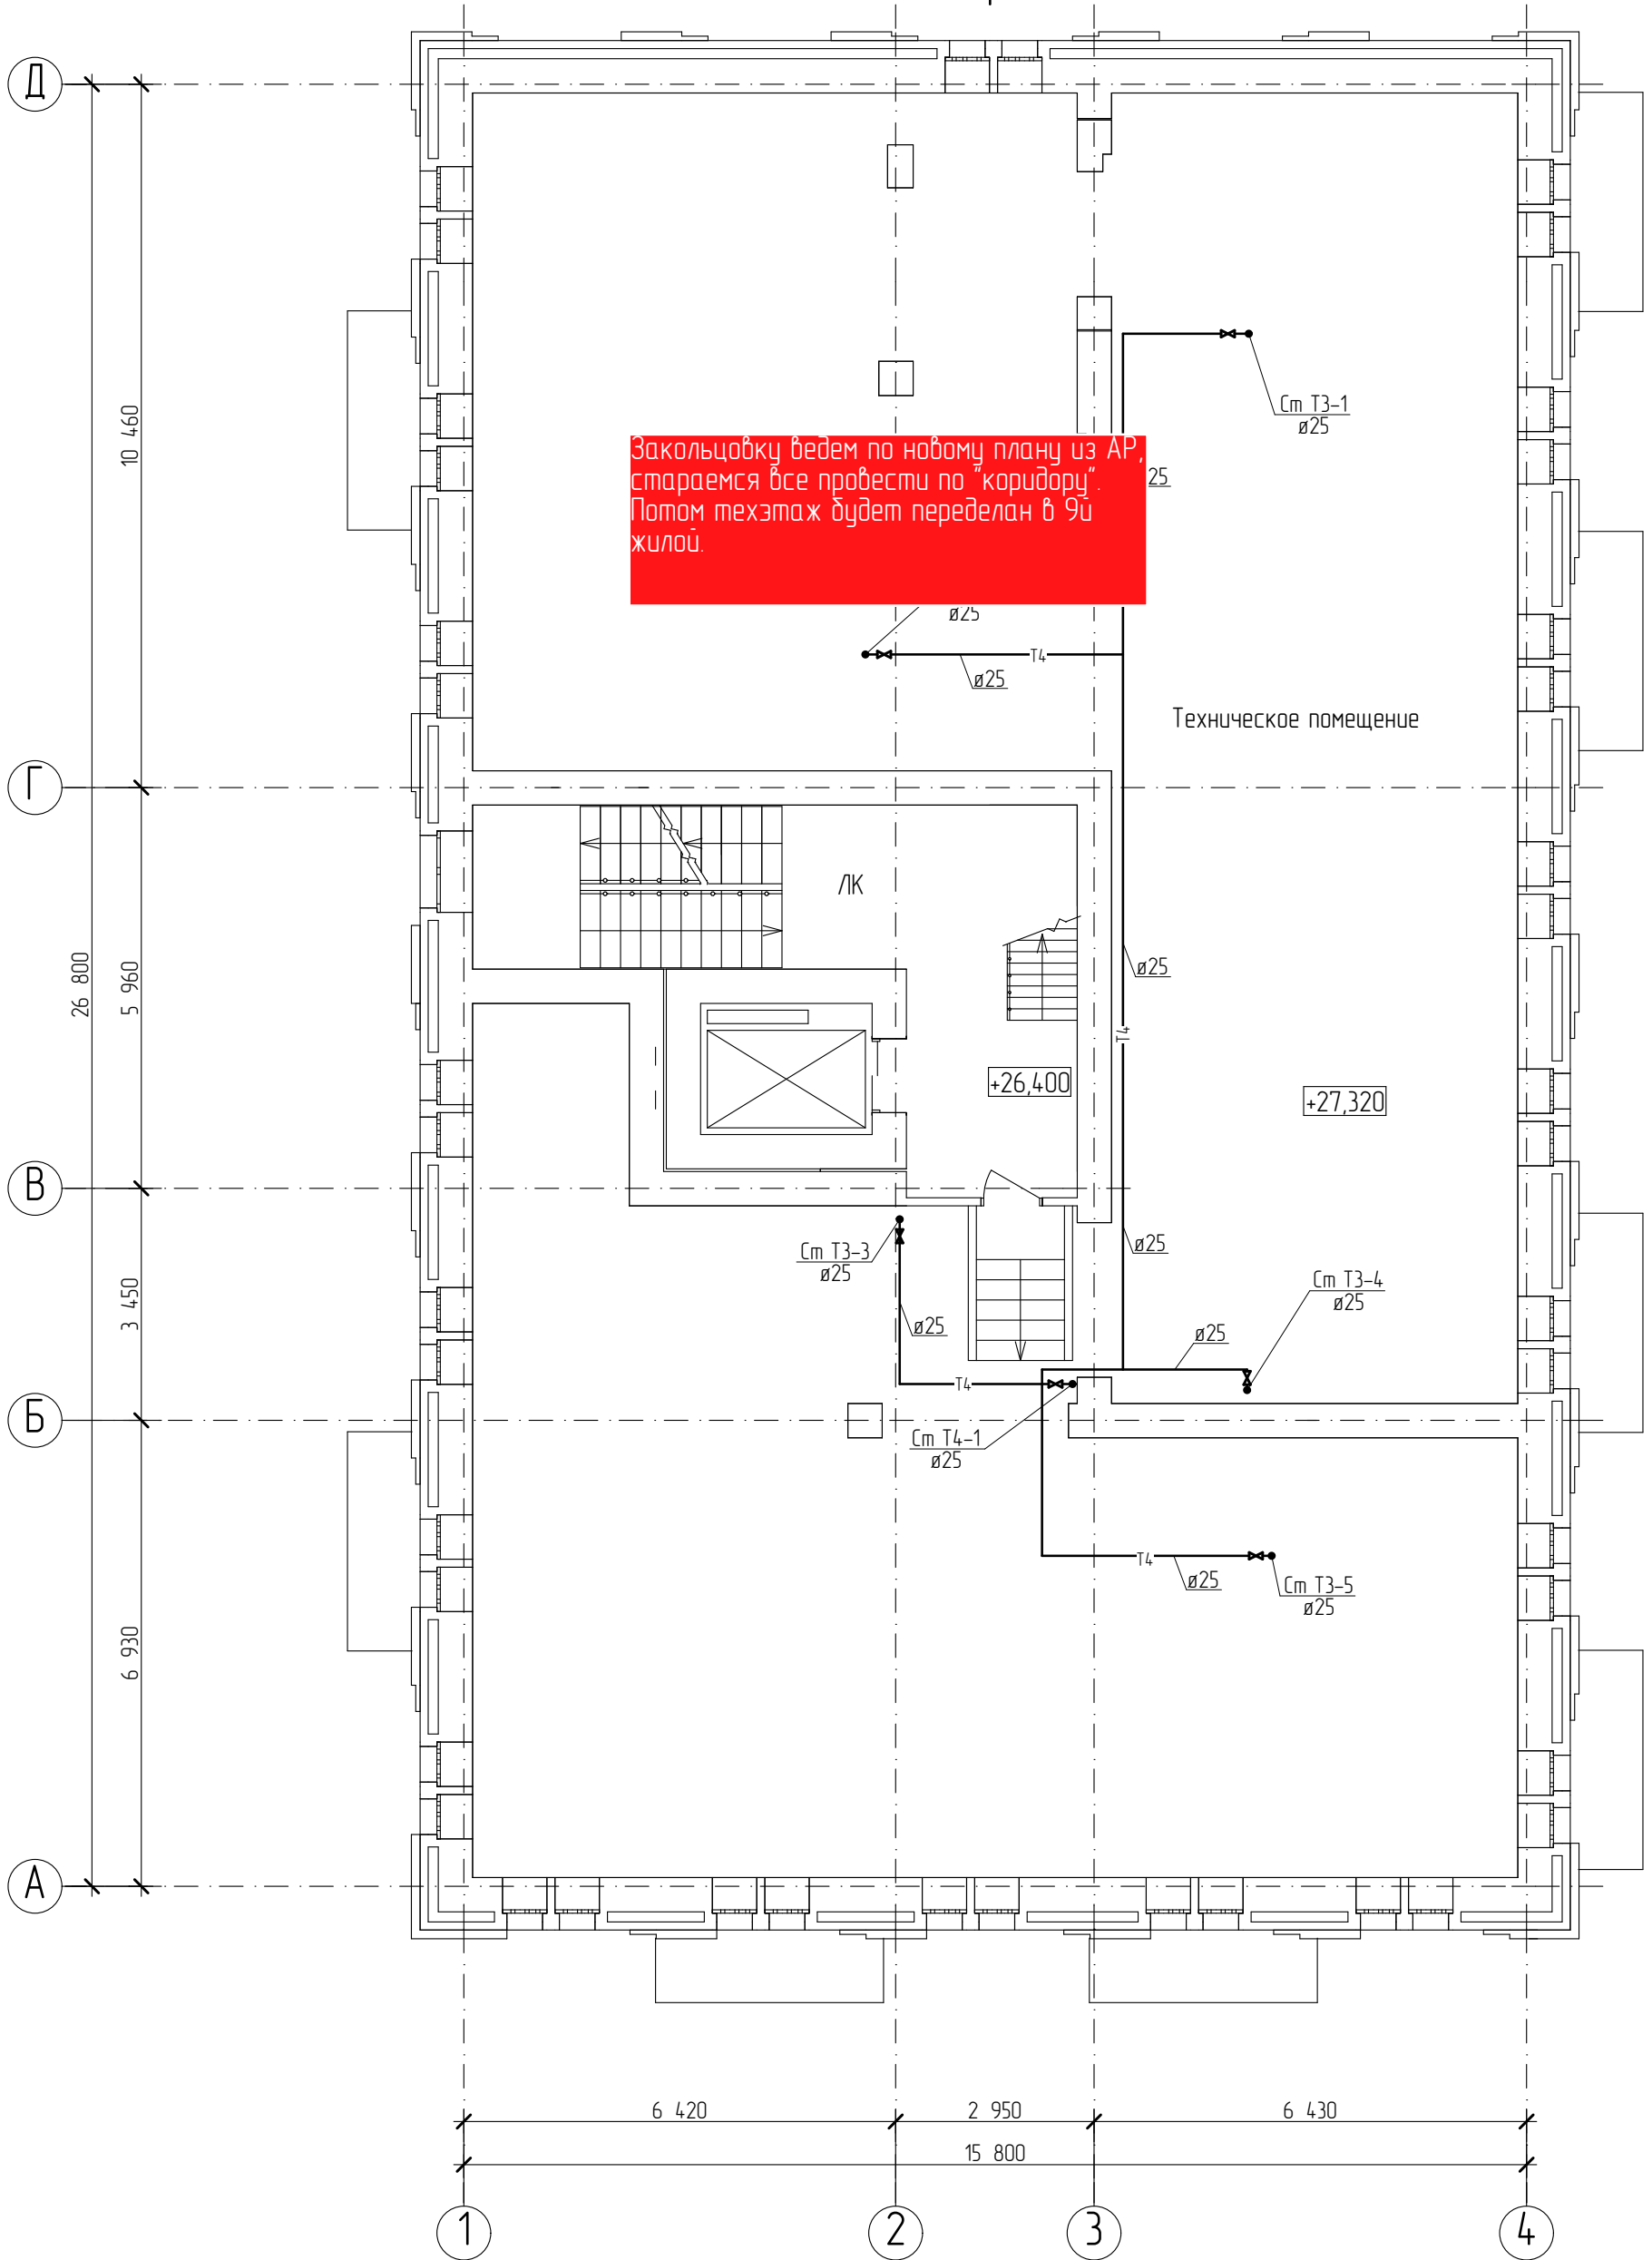 Д
Ст Т3-1
ø25
10 460
Закольцовку ведем по новому плану из АР,
стараемся все провести по "коридору".
Потом техэтаж будет переделан в 9й
жилой.
25
ø25
Т4
ø25
Техническое помещение
Г
ЛК
26 800
5 960
ø25
Т4
+26,400
+27,320
В
Ст Т3-3
ø25
ø25
3 450
Ст Т3-4
ø25
ø25
ø25
Т4
Б
Ст Т4-1
ø25
Т4
ø25
Ст Т3-5
ø25
6 930
А
6 420
2 950
6 430
15 800
1
2
3
4